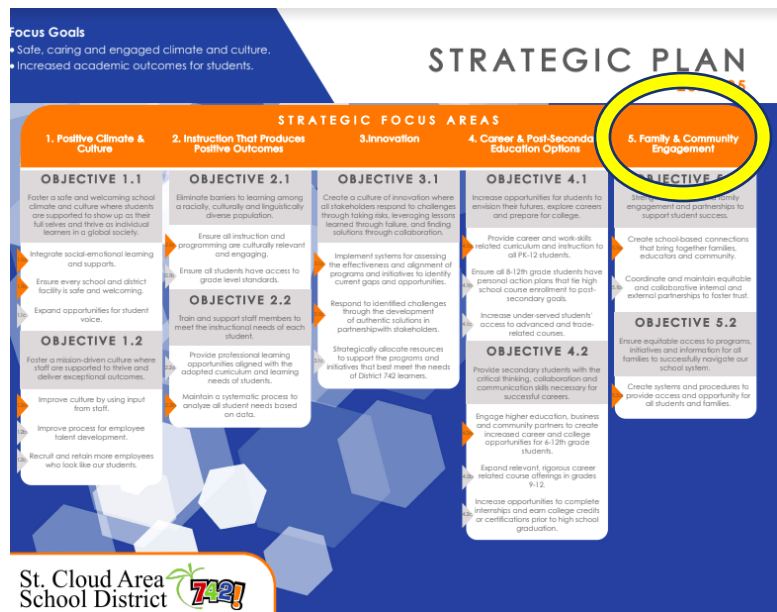 Focus Goals
• Safe, caring and engaged climate and culture.
• Increased academic outcomes for students.
STRATEGIC PLAN
STRATEGIC FOCUS AREAS
1. Positive Climate &
Culture
OBJECTIVE 1.1
Foster a safe and welcoming school
climate and culture where students
are supported to show up as their
full selves and thrive as individual
learners in a global society.
Integrate social-emotional learning
and supports.
Ensure every school and district
facility is safe and welcoming.
Expand opportunities for student
voice.
OBJECTIVE 1.2
Foster a mission-driven culture where
staff are supported to thrive and
deliver exceptional outcomes.
Improve culture by using input
from staff.
Improve process for employee
talent development.
Recruit and retain more employees
who look like our students.
2. Instruction That Produces
Positive Outcomes
OBJECTIVE 2.1
Eliminate barriers to learning among
a racially, culturally and linguistically
diverse population.
Ensure all instruction and
programming are culturally relevant
and engaging.
Ensure all students have access to
grade level standards.
OBJECTIVE 2.2
Train and support staff members to
meet the instructional needs of each
student.
Provide professional learning
opportunities aligned with the
adapted curriculum and learning
needs of students.
Maintain a systematic process to
analyze all student needs based
on data.
3.Innovation
OBJECTIVE 3.1
Create a culture of innovation where
all stakeholders respond to challenges
through taking risks, leveraging lessons
learned through failure, and finding
solutions through collaboration.
Implement systems for assessing
the effectiveness and alignment of
programs and initiatives to identify
current gaps and opportunities.
Respond to identified challenges
through the development
of authentic solutions in
partnershipwith stakeholders.
Strategically allocate resources
to support the programs and
initiatives that best meet the needs
of District 742 learners.
4. Career & Post-Seconda
Education Options
OBJECTIVE 4.1
Increase opportunities for students to
envision their futures, explore careers
and prepare for college.
Provide career and work-skills
related curriculum and instruction to
all PK-12 students.
Ensure all 8-12th grade students have
personal action plans that tie high
school course enrollment to post-
secondary goals.
Increase under-served students'
access to advanced and trade-
related courses.
OBJECTIVE 4.2
Provide secondary students with the
critical thinking, collaboration and
communication skills necessary for
successful careers.
Engage higher education, business
and community partners to create
increased career and college
opportunities for 6-12th grade
students.
Expand relevant, rigorous career
related course offerings in grades
9-12.
Increase opportunities to complete
internships and earn college credits
or certifications prior to high school
graduation.
5. Family & Community
Engagement
OBJECTIVE 5
family
engagement and partnerships to
support student success.
Create school-based connections
that bring together families,
educators and community.
Coordinate and maintain equitable
and collaborative internal and
external partnerships to foster trust.
OBJECTIVE 5.2
Ensure equitable access to programs,
initiatives and information for all
families to successfully navigate our
school system.
Create systems and procedures to
provide access and opportunity for
all students and families.
St. Cloud Area
School District
742!